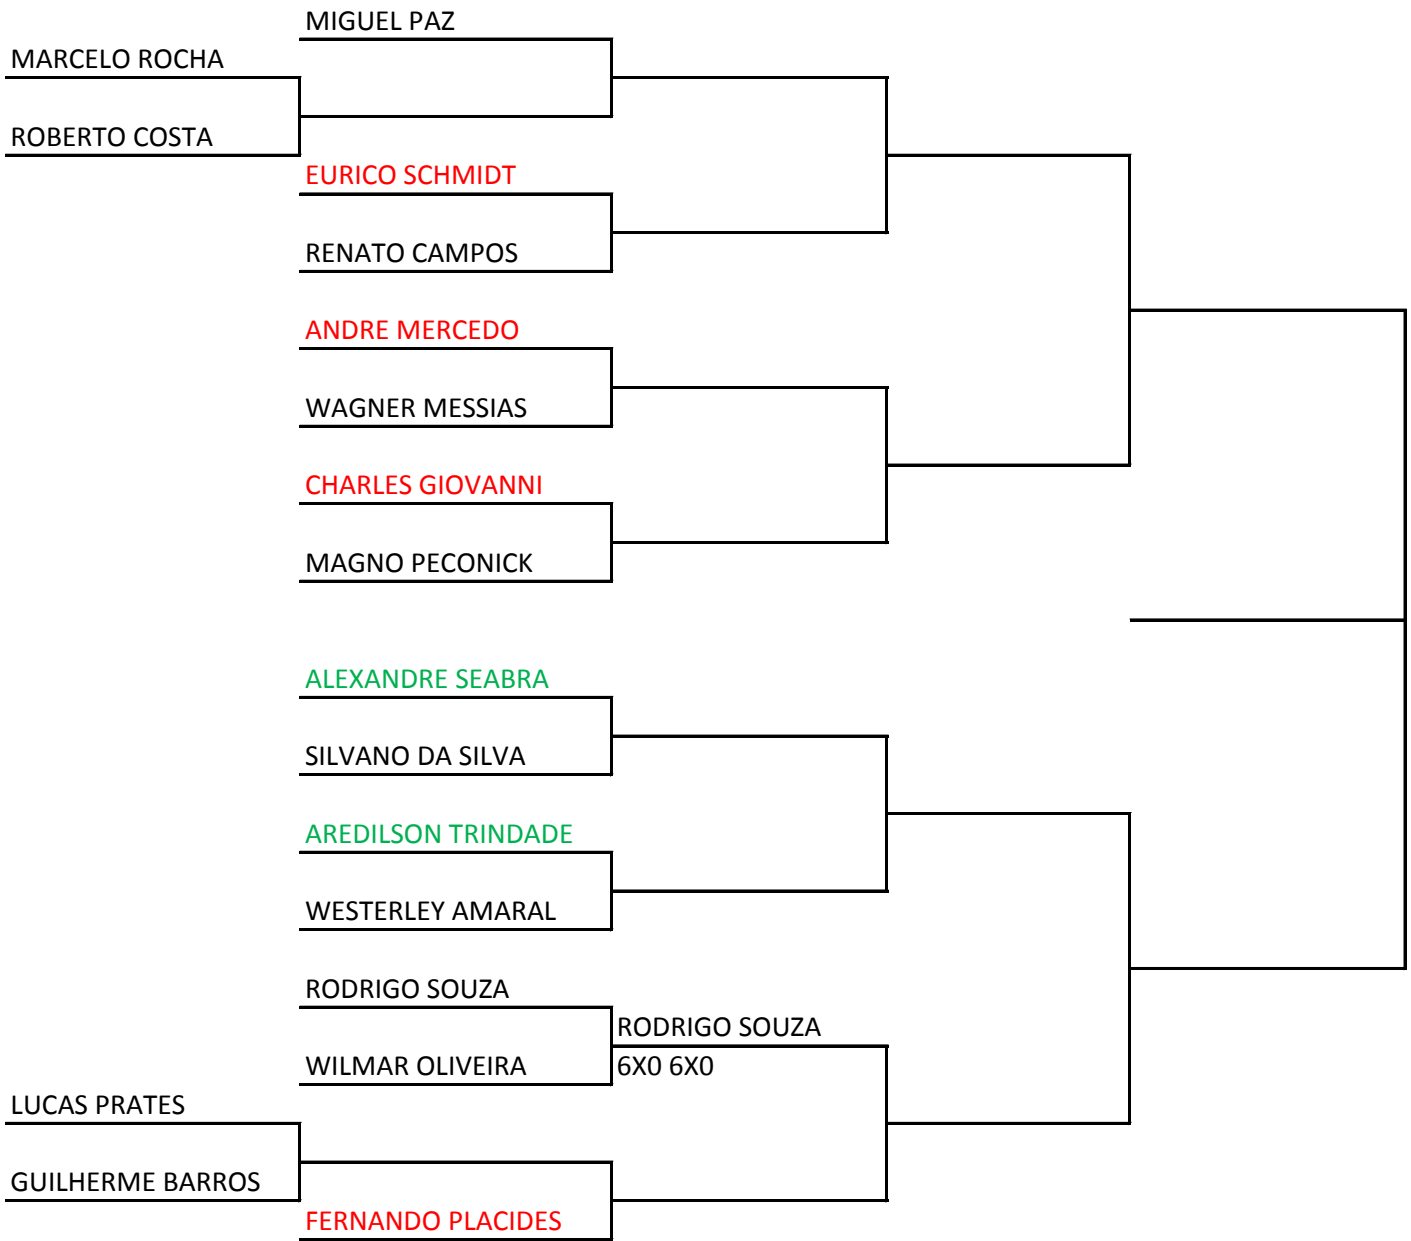 MIGUEL PAZ
MARCELO ROCHA
ROBERTO COSTA
EURICO SCHMIDT
RENATO CAMPOS
ANDRE MERCEDO
WAGNER MESSIAS
CHARLES GIOVANNI
MAGNO PECONICK
ALEXANDRE SEABRA
SILVANO DA SILVA
AREDILSON TRINDADE
WESTERLEY AMARAL
RODRIGO SOUZA
RODRIGO SOUZA
WILMAR OLIVEIRA
6X0 6X0
LUCAS PRATES
GUILHERME BARROS
FERNANDO PLACIDES